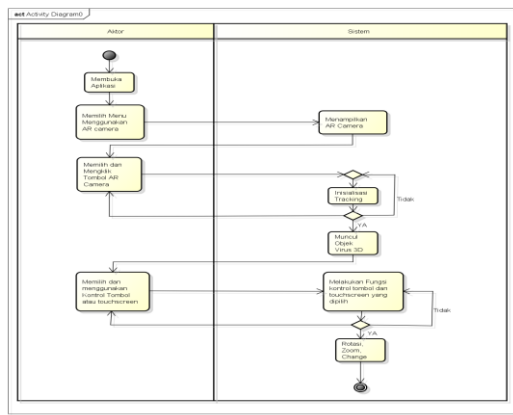 act Activity Diagram0
Aktor
Sistem
Membuka
Aplikasi
Memilih Menu
Menggunakan
AR camera
Menampilkan
AR Camera
Memilih dan
Mengklik
Tombol AR
Camera
Inisialisasi
Tracking
Tidak
YA
Muncul
Objek
Virus 3D
Memilih dan
menggunakan
Kontrol Tombol
atau touchscreen
Melakukan Fungsi
kontrol tombol dan
touchscreen yang
dipilih
Tidak
YA
Rotasi,
Zoom,
Change